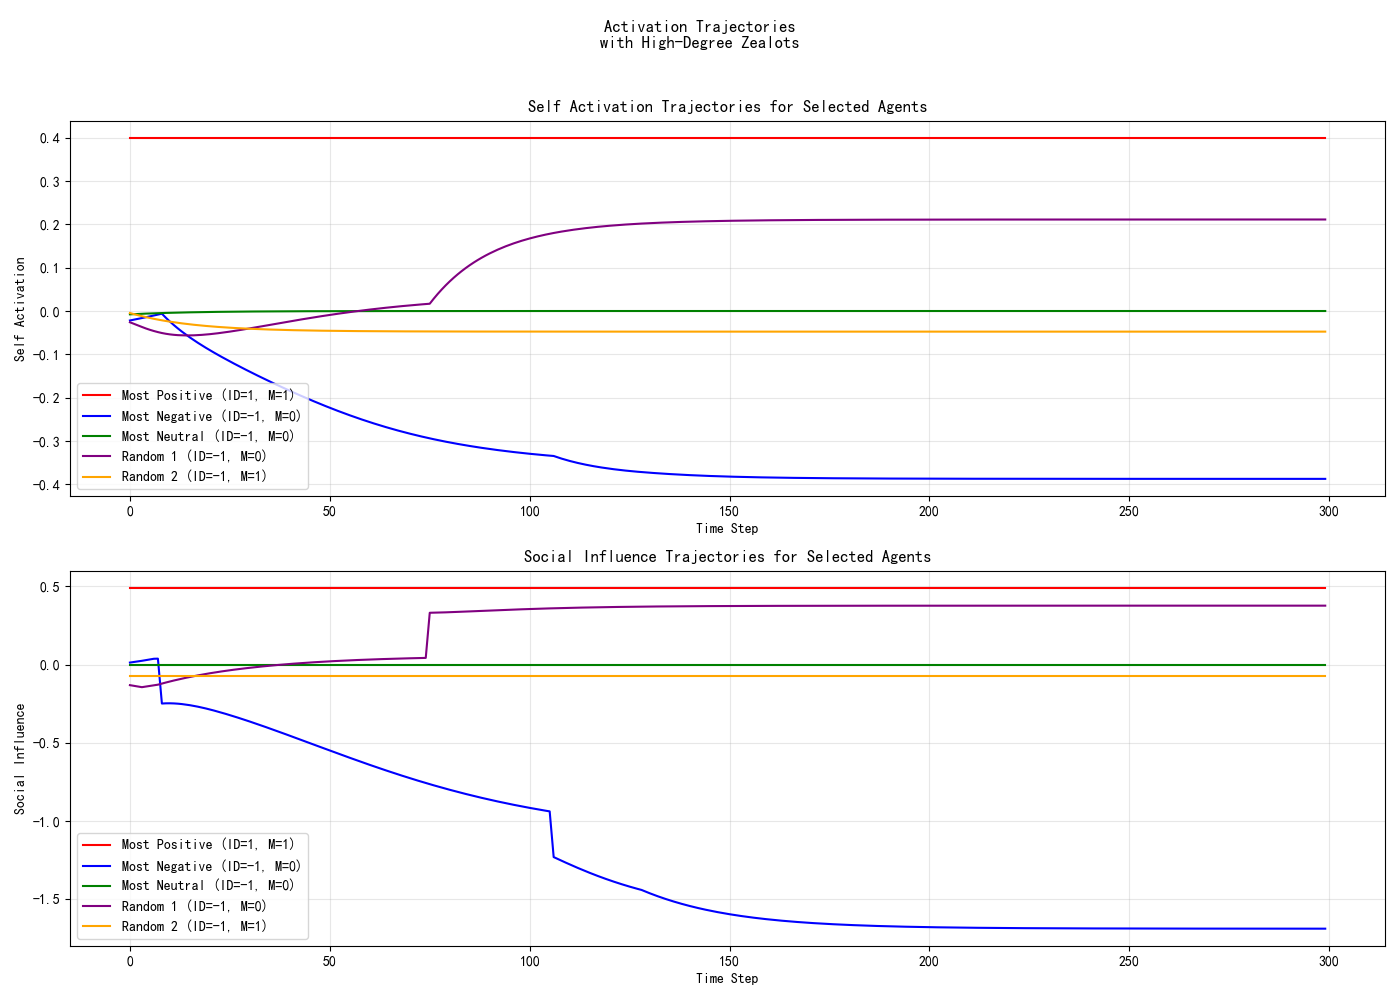 Activation Trajectories
with High-Degree Zealots
Self Activation Trajectories for Selected Agents
0.4
0.3
0.2
0.1
0.0
−0.1
−0.2
−0.3
−0.4
Self Activation
Most Positive (ID=1, M=1)
Most Negative (ID=-1, M=0)
Most Neutral (ID=-1, M=0)
Random 1 (ID=-1, M=0)
Random 2 (ID=-1, M=1)
0 50 100 150 200 250 300
Time Step
Social Influence Trajectories for Selected Agents
0.5
0.0
−0.5
−1.0
−1.5
Social Influence
Most Positive (ID=1, M=1)
Most Negative (ID=-1, M=0)
Most Neutral (ID=-1, M=0)
Random 1 (ID=-1, M=0)
Random 2 (ID=-1, M=1)
0 50 100 150 200 250 300
Time Step